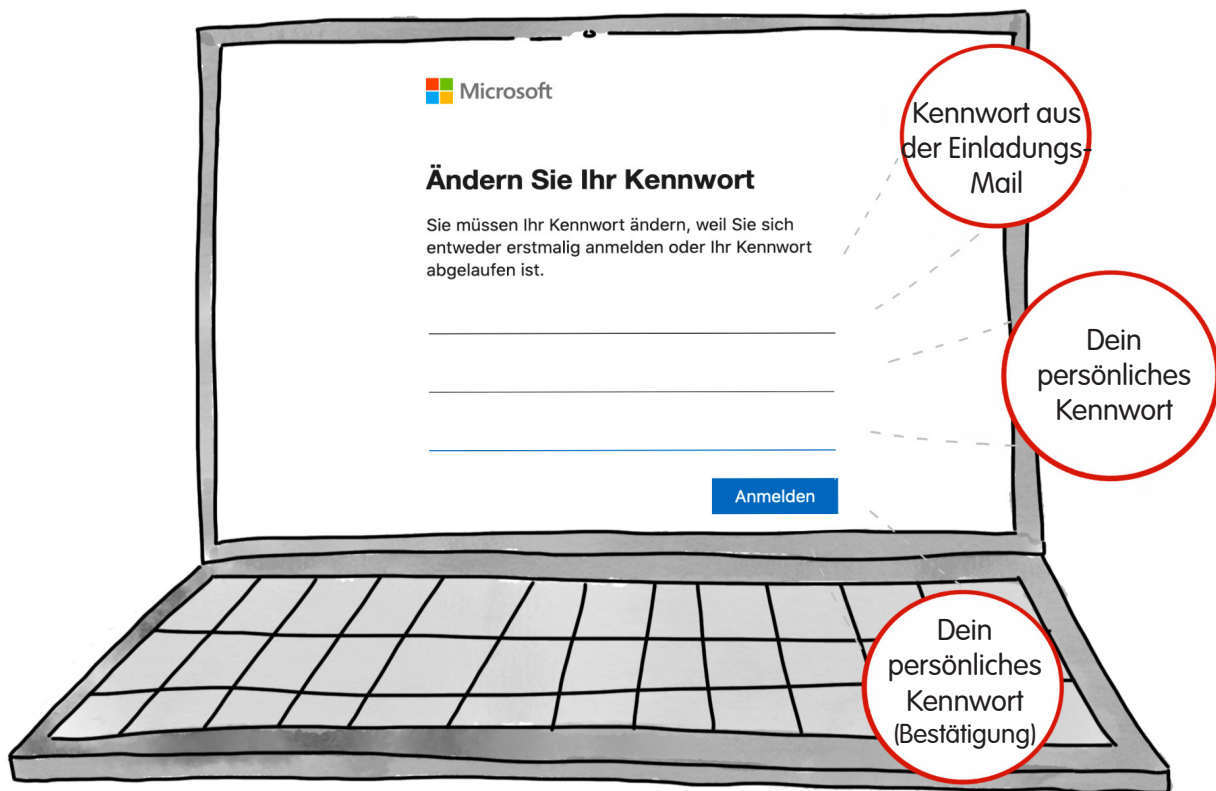 Microsoft
Ändern Sie Ihr Kennwort
Sie müssen Ihr Kennwort ändern, weil Sie sich
entweder erstmalig anmelden oder Ihr Kennwort
abgelaufen ist.
Anmelden
Kennwort aus
der Einladungs-
Mail
Dein
persönliches
Kennwort
Dein
persönliches
Kennwort
(Bestätigung)